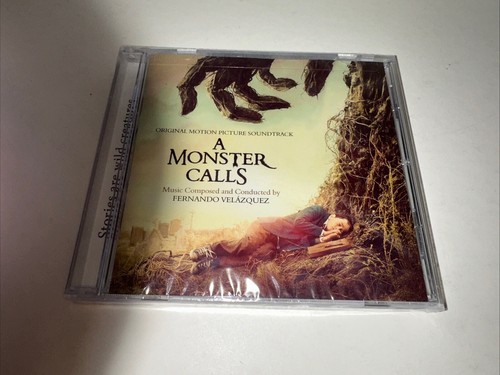 ORIGINAL MOTION PICTURE SOUNDTRACK
A
MONSTER
CALLS
Music Composed and Conducted by
FERNANDO VELÁZQUEZ
Stories are wild creatures